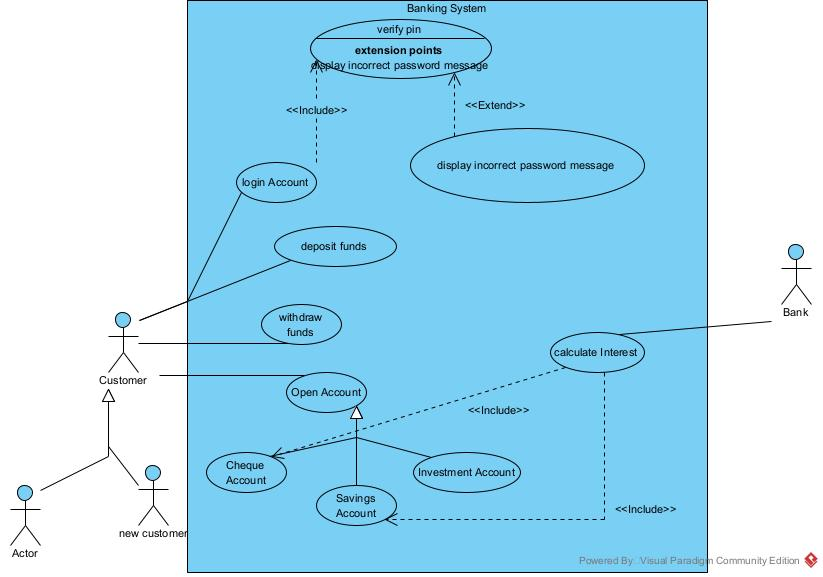 Banking System
verify pin
extension points
display incorrect password message
<<Include>>
<<Extend>>
display incorrect password message
login Account
deposit funds
withdraw
funds
Bank
calculate Interest
Customer
Open Account
<<Include>>
Cheque
Account
Investment Account
Savings
Account
<<Include>>
new customer
Actor
Powered By: Visual Paradigm Community Edition